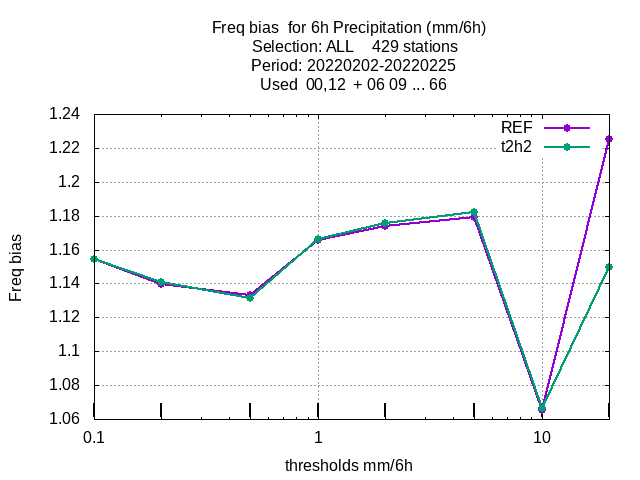 Freq bias  for 6h Precipitation (mm/6h)
Selection: ALL    429 stations
Period: 20220202-20220225
Used  00,12  + 06 09 ... 66
1.24
1.22
1.2
1.18
1.16
1.14
1.12
1.1
1.08
1.06
Freq bias
REF
t2h2
0.1
1
10
thresholds mm/6h